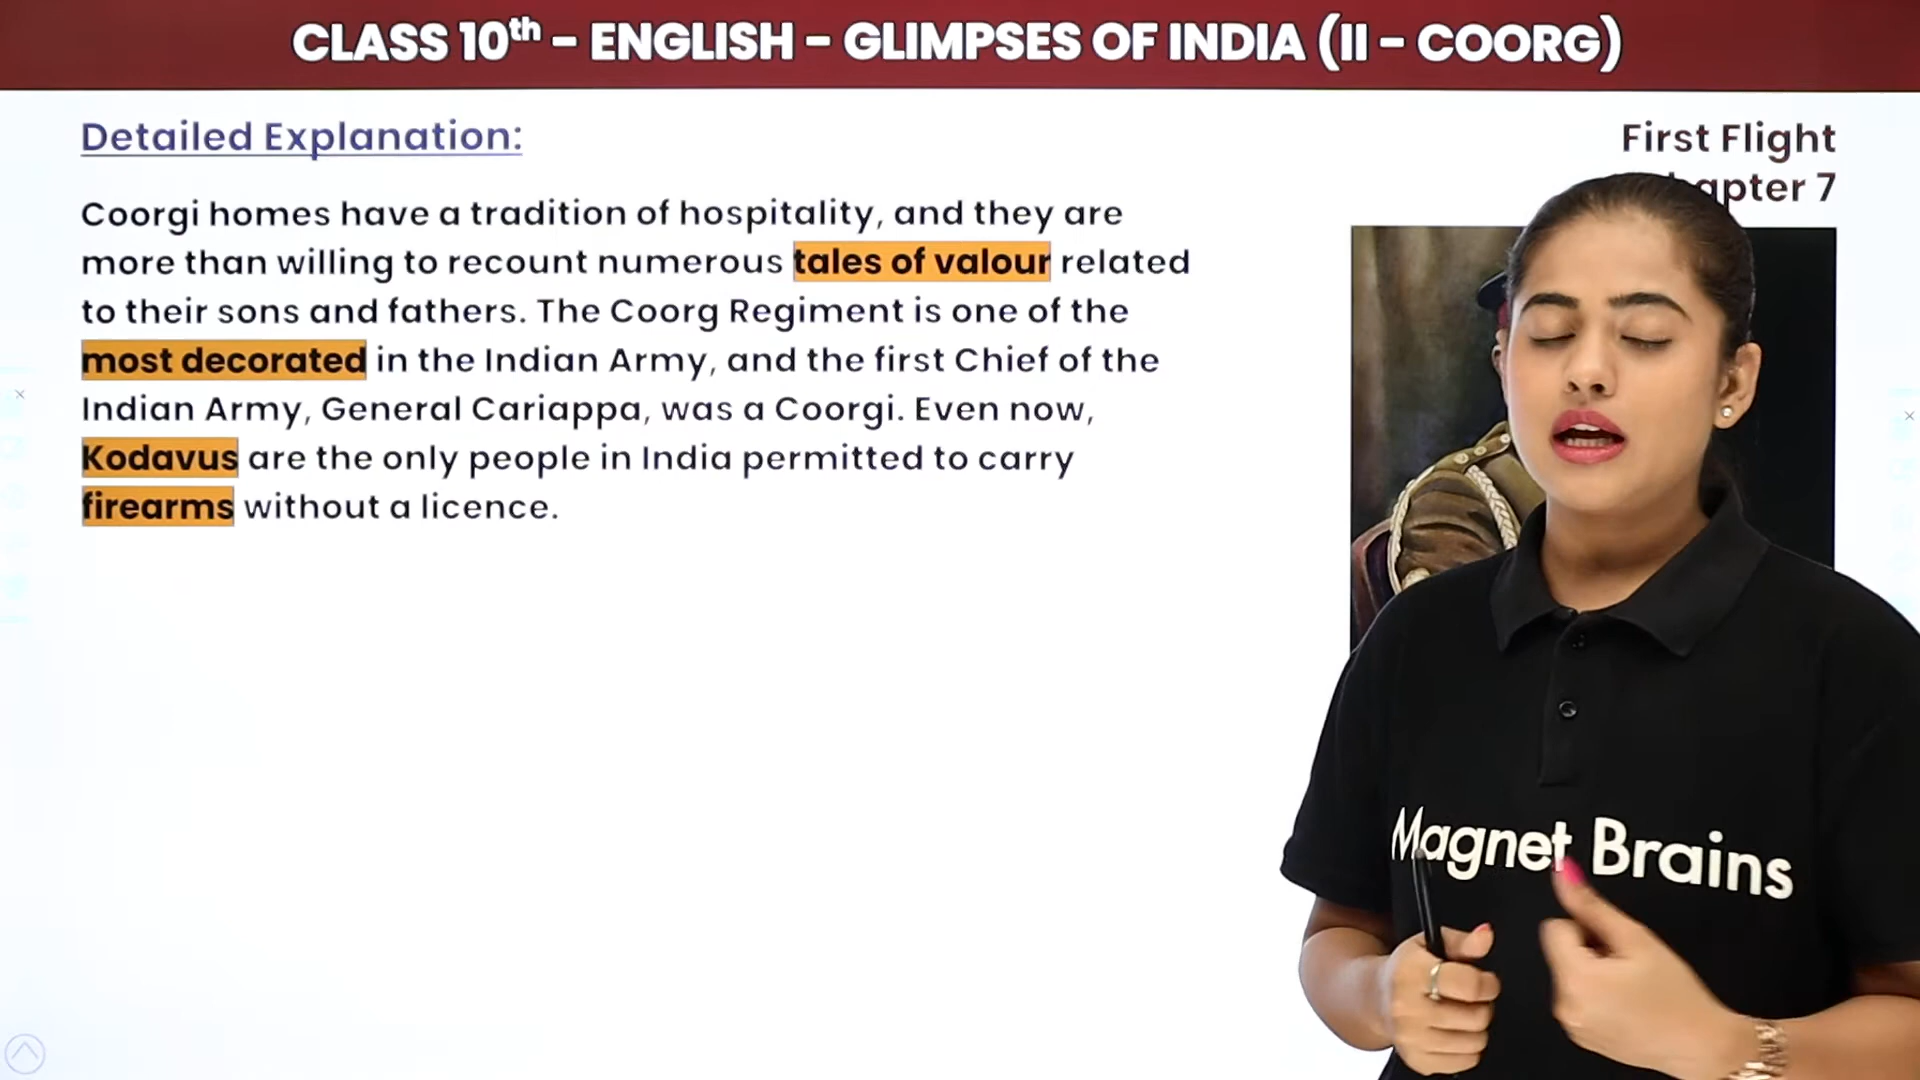 CLASS 10th - ENGLISH - GLIMPSES OF INDIA (II - COORG)
Detailed Explanation:
First Flight
7
Coorgi homes have a tradition of hospitality, and they are
more than willing to recount numerous tales of valour related
to their sons and fathers. The Coorg Regiment is one of the
most decorated in the Indian Army, and the first Chief of the
Indian Army, General Cariappa, was a Coorgi. Even now,
Kodavus are the only people in India permitted to carry
firearms without a licence.
Magnet Brains